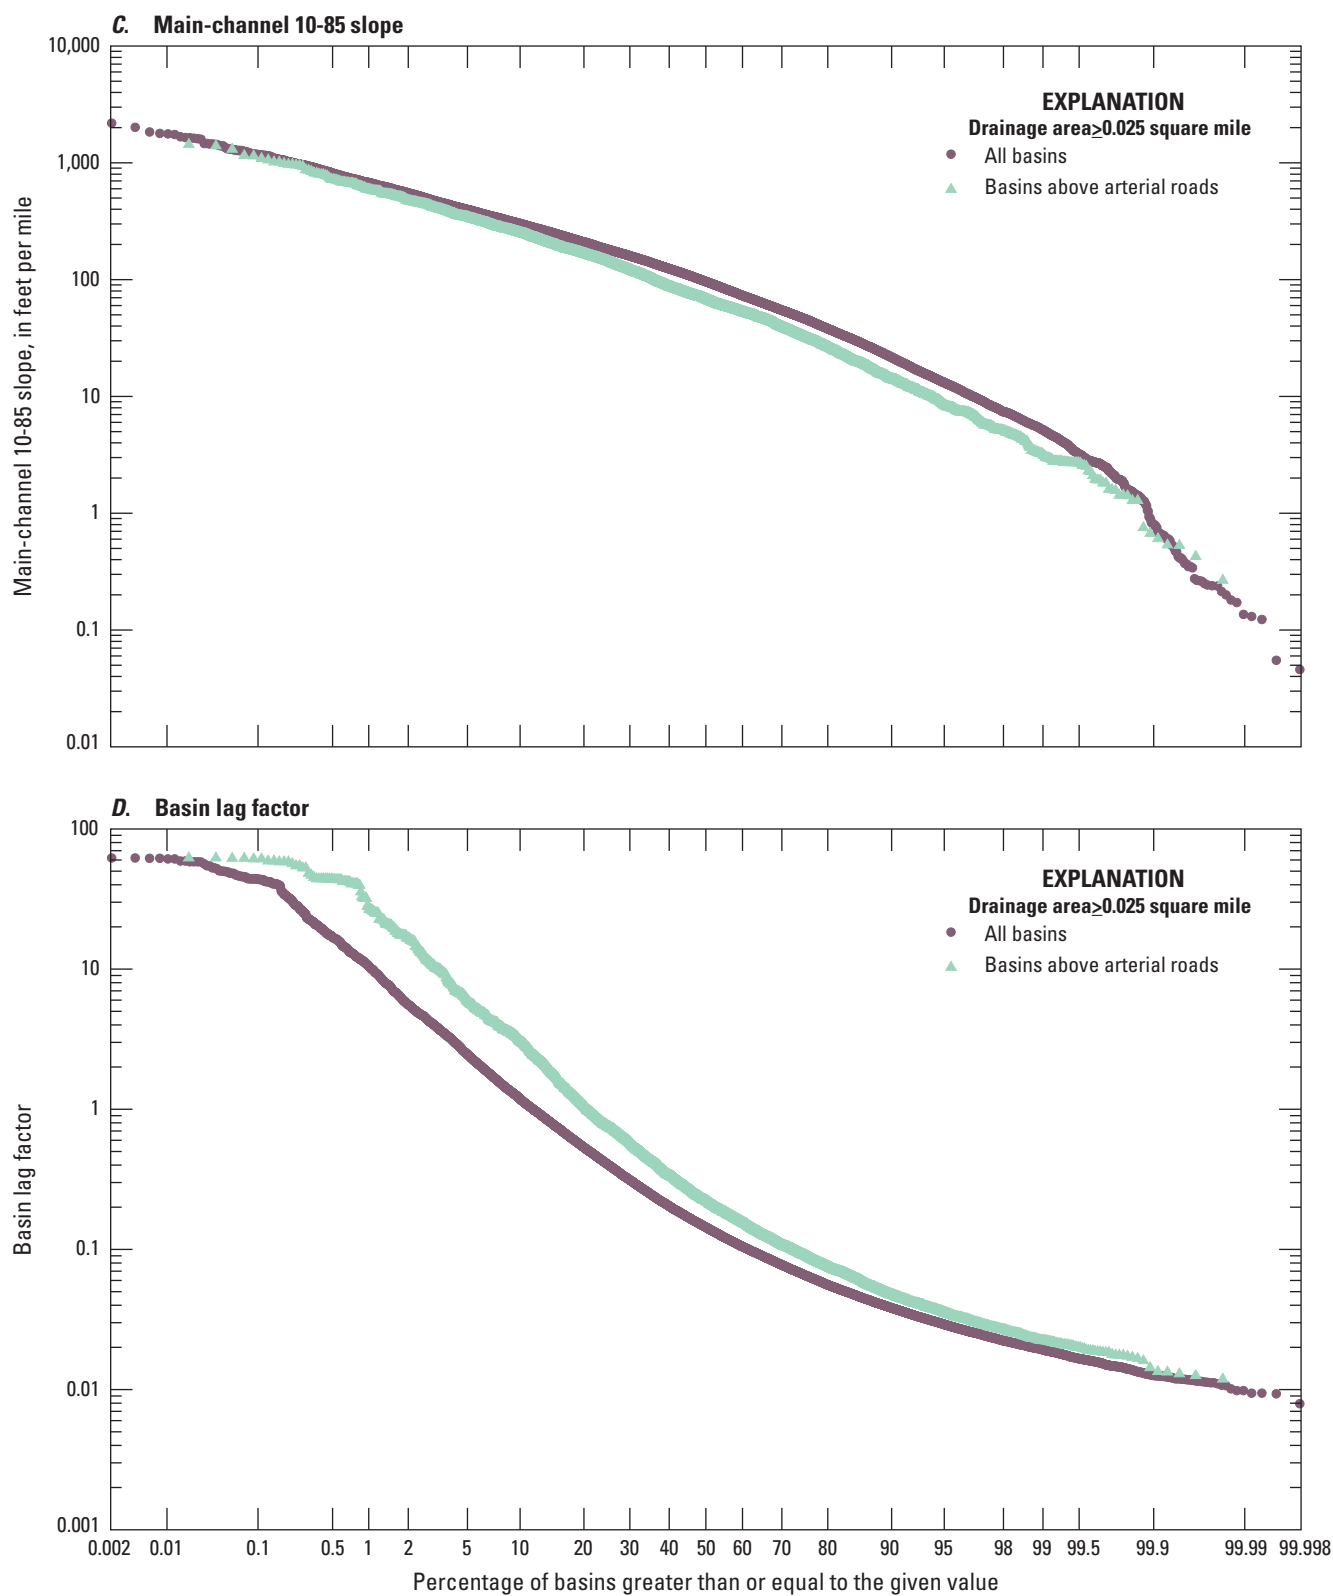 C. Main-channel 10-85 slope
10,000
1,000
100
10
1
0.1
0.01
Main-channel 10-85 slope, in feet per mile
EXPLANATION
Drainage area≥0.025 square mile
All basins
Basins above arterial roads
D. Basin lag factor
100
10
1
0.1
0.01
0.001
Basin lag factor
EXPLANATION
Drainage area≥0.025 square mile
All basins
Basins above arterial roads
0.002 0.01 0.1 0.5 1 2 5 10 20 30 40 50 60 70 80 90 95 98 99 99.5 99.9 99.99 99.998
Percentage of basins greater than or equal to the given value